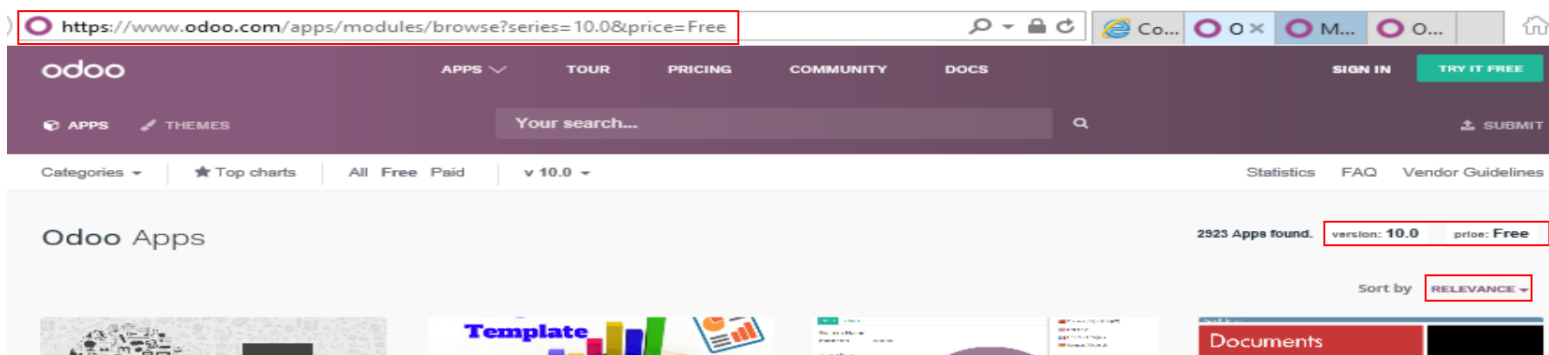 https://www.odoo.com/apps/modules/browse?series=10.0&price=Free
Co... O M... O...
odoo APPS TOUR PRICING COMMUNITY DOCS SIGN IN TRY IT FREE
APPS THEMES Your search... SUBMIT
Categories Top charts All Free Paid v 10.0 Statistics FAQ Vendor Guidelines
Odoo Apps 2923 Apps found. version: 10.0 price: Free
Sort by RELEVANCE
Template
Documents